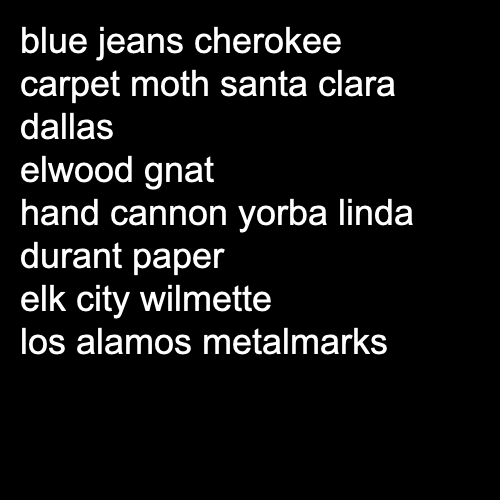 blue jeans cherokee
carpet moth santa clara
dallas
elwood gnat
hand cannon yorba linda
durant paper
elk city wilmette
los alamos metalmarks